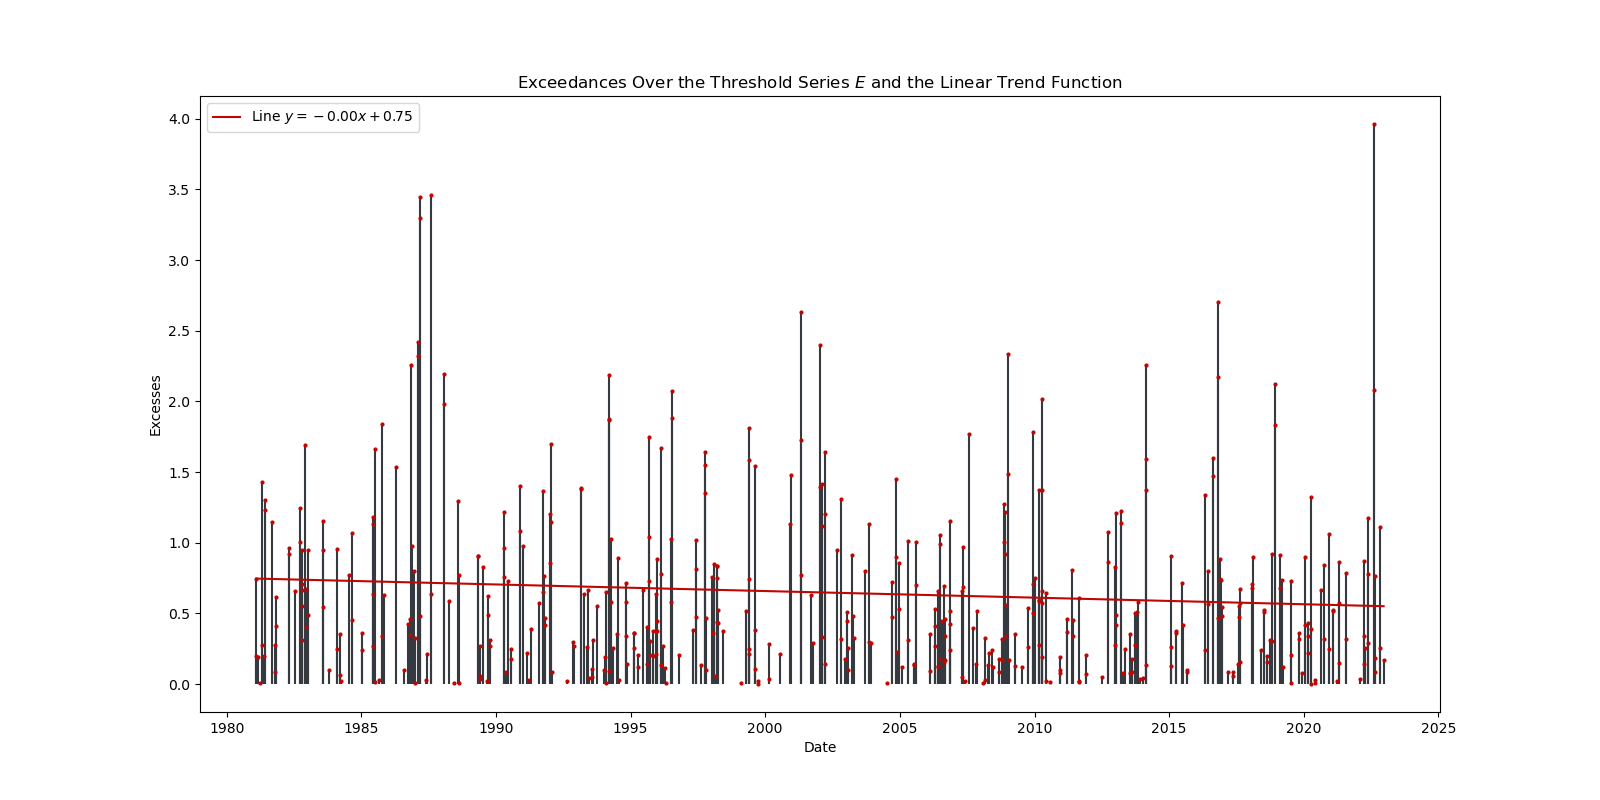 Exceedances Over the Threshold Series E and the Linear Trend Function
Line y = −0.00x + 0.75
4.0
3.5
3.0
2.5
2.0
1.5
1.0
0.5
0.0
Excesses
1980 1985 1990 1995 2000 2005 2010 2015 2020 2025
Date